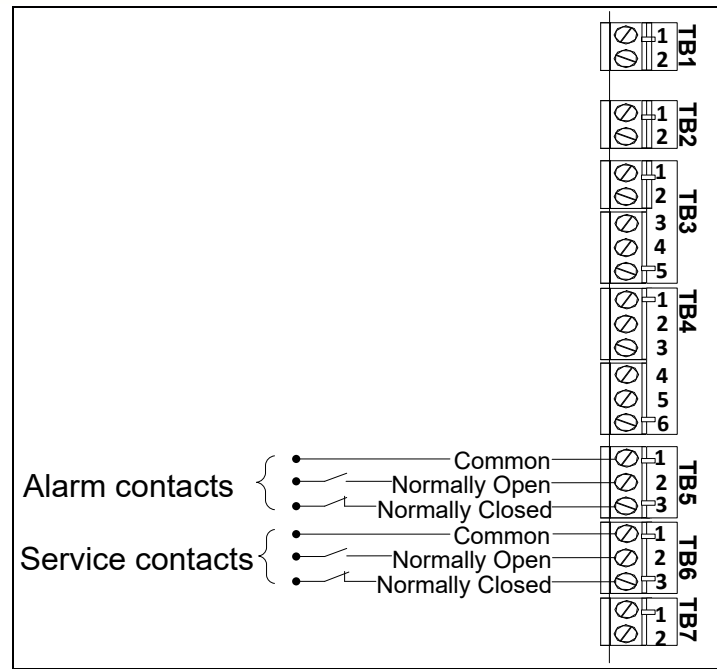 1
2
TB1
1
2
TB2
1
2
3
4
5
TB3
1
2
3
4
5
6
TB4
Alarm contacts
Common 1
Normally Open 2
Normally Closed 3
TB5
Service contacts
Common 1
Normally Open 2
Normally Closed 3
TB6
1
2
TB7